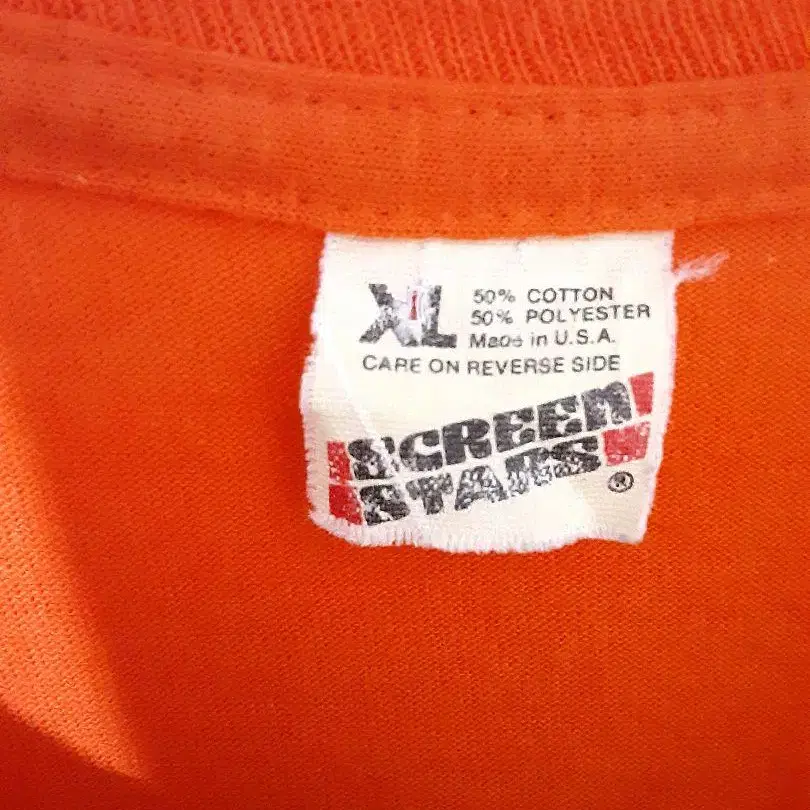 XL
50% COTTON
50% POLYESTER
Made in U.S.A.
CARE ON REVERSE SIDE
SCREEN
STARS
®